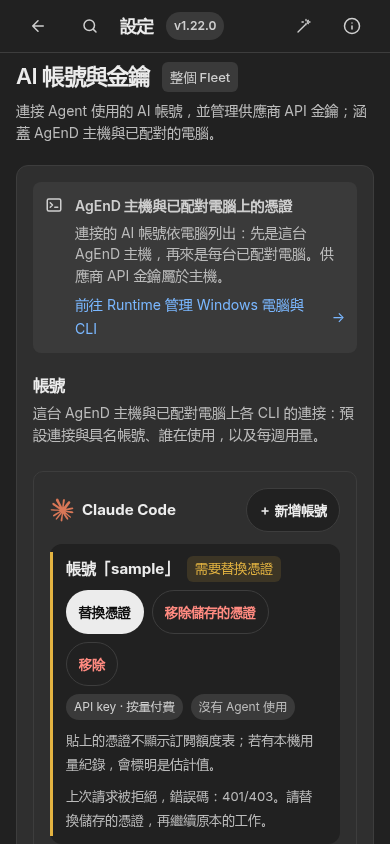 設定 v1.22.0
AI 帳號與金鑰 整個 Fleet
連接 Agent 使用的 AI 帳號，並管理供應商 API 金鑰；涵
蓋 AgEnD 主機與已配對的電腦。
AgEnD 主機與已配對電腦上的憑證
連接的 AI 帳號依電腦列出：先是這台
AgEnD 主機，再來是每台已配對電腦。供
應商 API 金鑰屬於主機。
前往 Runtime 管理 Windows 電腦與
CLI →
帳號
這台 AgEnD 主機與已配對電腦上各 CLI 的連接：預
設連接與具名帳號、誰在使用，以及每週用量。
Claude Code + 新增帳號
帳號「sample」 需要替換憑證
替換憑證 移除儲存的憑證
移除
API key · 按量付費 沒有 Agent 使用
貼上的憑證不顯示訂閱額度表；若有本機用
量紀錄，會標明是估計值。
上次請求被拒絕，錯誤碼：401/403。請替
換儲存的憑證，再繼續原本的工作。